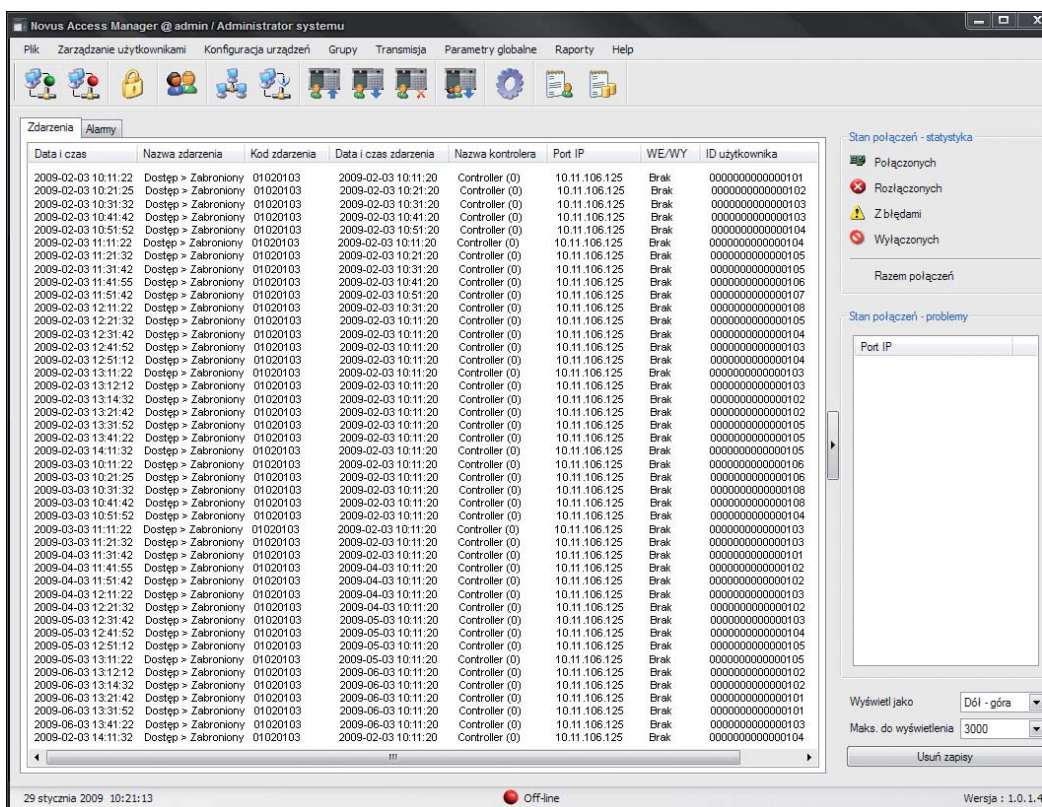 Novus Access Manager @ admin / Administrator systemu
Plik Zarządzanie użytkownikami Konfiguracja urządzeń Grupy Transmisja Parametry globalne Raporty Help
Zdarzenia Alarmy
Data i czas Nazwa zdarzenia Kod zdarzenia Data i czas zdarzenia Nazwa kontrolera Port IP WE/WY ID użytkownika
2009-02-03 10:11:22 Dostęp > Zabroniony 01020103 2009-02-03 10:11:20 Controller (0) 10.11.106.125 Brak 0000000000000101
2009-02-03 10:21:25 Dostęp > Zabroniony 01020103 2009-02-03 10:21:20 Controller (0) 10.11.106.125 Brak 0000000000000102
2009-02-03 10:31:32 Dostęp > Zabroniony 01020103 2009-02-03 10:31:20 Controller (0) 10.11.106.125 Brak 0000000000000103
2009-02-03 10:41:42 Dostęp > Zabroniony 01020103 2009-02-03 10:41:20 Controller (0) 10.11.106.125 Brak 0000000000000103
2009-02-03 10:51:52 Dostęp > Zabroniony 01020103 2009-02-03 10:51:20 Controller (0) 10.11.106.125 Brak 0000000000000104
2009-02-03 11:11:22 Dostęp > Zabroniony 01020103 2009-02-03 10:11:20 Controller (0) 10.11.106.125 Brak 0000000000000104
2009-02-03 11:21:32 Dostęp > Zabroniony 01020103 2009-02-03 10:21:20 Controller (0) 10.11.106.125 Brak 0000000000000105
2009-02-03 11:31:42 Dostęp > Zabroniony 01020103 2009-02-03 10:31:20 Controller (0) 10.11.106.125 Brak 0000000000000105
2009-02-03 11:41:55 Dostęp > Zabroniony 01020103 2009-02-03 10:41:20 Controller (0) 10.11.106.125 Brak 0000000000000106
2009-02-03 11:51:42 Dostęp > Zabroniony 01020103 2009-02-03 10:51:20 Controller (0) 10.11.106.125 Brak 0000000000000107
2009-02-03 12:11:22 Dostęp > Zabroniony 01020103 2009-02-03 10:31:20 Controller (0) 10.11.106.125 Brak 0000000000000108
2009-02-03 12:21:32 Dostęp > Zabroniony 01020103 2009-02-03 10:11:20 Controller (0) 10.11.106.125 Brak 0000000000000105
2009-02-03 12:31:42 Dostęp > Zabroniony 01020103 2009-02-03 10:11:20 Controller (0) 10.11.106.125 Brak 0000000000000104
2009-02-03 12:41:52 Dostęp > Zabroniony 01020103 2009-02-03 10:11:20 Controller (0) 10.11.106.125 Brak 0000000000000103
2009-02-03 12:51:12 Dostęp > Zabroniony 01020103 2009-02-03 10:11:20 Controller (0) 10.11.106.125 Brak 0000000000000104
2009-02-03 13:11:22 Dostęp > Zabroniony 01020103 2009-02-03 10:11:20 Controller (0) 10.11.106.125 Brak 0000000000000103
2009-02-03 13:12:12 Dostęp > Zabroniony 01020103 2009-02-03 10:11:20 Controller (0) 10.11.106.125 Brak 0000000000000103
2009-02-03 13:14:32 Dostęp > Zabroniony 01020103 2009-02-03 10:11:20 Controller (0) 10.11.106.125 Brak 0000000000000102
2009-02-03 13:21:42 Dostęp > Zabroniony 01020103 2009-02-03 10:11:20 Controller (0) 10.11.106.125 Brak 0000000000000102
2009-02-03 13:31:52 Dostęp > Zabroniony 01020103 2009-02-03 10:11:20 Controller (0) 10.11.106.125 Brak 0000000000000105
2009-02-03 13:41:22 Dostęp > Zabroniony 01020103 2009-02-03 10:11:20 Controller (0) 10.11.106.125 Brak 0000000000000105
2009-02-03 14:11:32 Dostęp > Zabroniony 01020103 2009-02-03 10:11:20 Controller (0) 10.11.106.125 Brak 0000000000000105
2009-03-03 10:11:22 Dostęp > Zabroniony 01020103 2009-02-03 10:11:20 Controller (0) 10.11.106.125 Brak 0000000000000106
2009-03-03 10:21:25 Dostęp > Zabroniony 01020103 2009-02-03 10:11:20 Controller (0) 10.11.106.125 Brak 0000000000000106
2009-03-03 10:31:32 Dostęp > Zabroniony 01020103 2009-02-03 10:11:20 Controller (0) 10.11.106.125 Brak 0000000000000108
2009-03-03 10:41:42 Dostęp > Zabroniony 01020103 2009-02-03 10:11:20 Controller (0) 10.11.106.125 Brak 0000000000000108
2009-03-03 10:51:52 Dostęp > Zabroniony 01020103 2009-02-03 10:11:20 Controller (0) 10.11.106.125 Brak 0000000000000104
2009-03-03 11:11:22 Dostęp > Zabroniony 01020103 2009-02-03 10:11:20 Controller (0) 10.11.106.125 Brak 0000000000000103
2009-03-03 11:21:32 Dostęp > Zabroniony 01020103 2009-02-03 10:11:20 Controller (0) 10.11.106.125 Brak 0000000000000103
2009-04-03 11:31:42 Dostęp > Zabroniony 01020103 2009-02-03 10:11:20 Controller (0) 10.11.106.125 Brak 0000000000000101
2009-04-03 11:41:55 Dostęp > Zabroniony 01020103 2009-04-03 10:11:20 Controller (0) 10.11.106.125 Brak 0000000000000102
2009-04-03 11:51:42 Dostęp > Zabroniony 01020103 2009-04-03 10:11:20 Controller (0) 10.11.106.125 Brak 0000000000000102
2009-04-03 12:11:22 Dostęp > Zabroniony 01020103 2009-04-03 10:11:20 Controller (0) 10.11.106.125 Brak 0000000000000103
2009-04-03 12:21:32 Dostęp > Zabroniony 01020103 2009-04-03 10:11:20 Controller (0) 10.11.106.125 Brak 0000000000000102
2009-05-03 12:31:42 Dostęp > Zabroniony 01020103 2009-05-03 10:11:20 Controller (0) 10.11.106.125 Brak 0000000000000103
2009-05-03 12:41:52 Dostęp > Zabroniony 01020103 2009-05-03 10:11:20 Controller (0) 10.11.106.125 Brak 0000000000000104
2009-05-03 12:51:12 Dostęp > Zabroniony 01020103 2009-05-03 10:11:20 Controller (0) 10.11.106.125 Brak 0000000000000105
2009-05-03 13:11:22 Dostęp > Zabroniony 01020103 2009-05-03 10:11:20 Controller (0) 10.11.106.125 Brak 0000000000000105
2009-06-03 13:12:12 Dostęp > Zabroniony 01020103 2009-06-03 10:11:20 Controller (0) 10.11.106.125 Brak 0000000000000102
2009-06-03 13:14:32 Dostęp > Zabroniony 01020103 2009-06-03 10:11:20 Controller (0) 10.11.106.125 Brak 0000000000000102
2009-06-03 13:21:42 Dostęp > Zabroniony 01020103 2009-06-03 10:11:20 Controller (0) 10.11.106.125 Brak 0000000000000101
2009-06-03 13:31:52 Dostęp > Zabroniony 01020103 2009-06-03 10:11:20 Controller (0) 10.11.106.125 Brak 0000000000000101
2009-06-03 13:41:22 Dostęp > Zabroniony 01020103 2009-06-03 10:11:20 Controller (0) 10.11.106.125 Brak 0000000000000103
2009-02-03 14:11:32 Dostęp > Zabroniony 01020103 2009-02-03 10:11:20 Controller (0) 10.11.106.125 Brak 0000000000000104
Stan połączeń - statystyka
Połączonych
Rozłączonych
Z błędami
Wyłączonych
Razem połączeń
Stan połączeń - problemy
Port IP
Wyświetl jako Dół - góra
Maks. do wyświetlenia 3000
Usuń zapisy
29 stycznia 2009 10:21:13 Off-line Wersja : 1.0.1.4